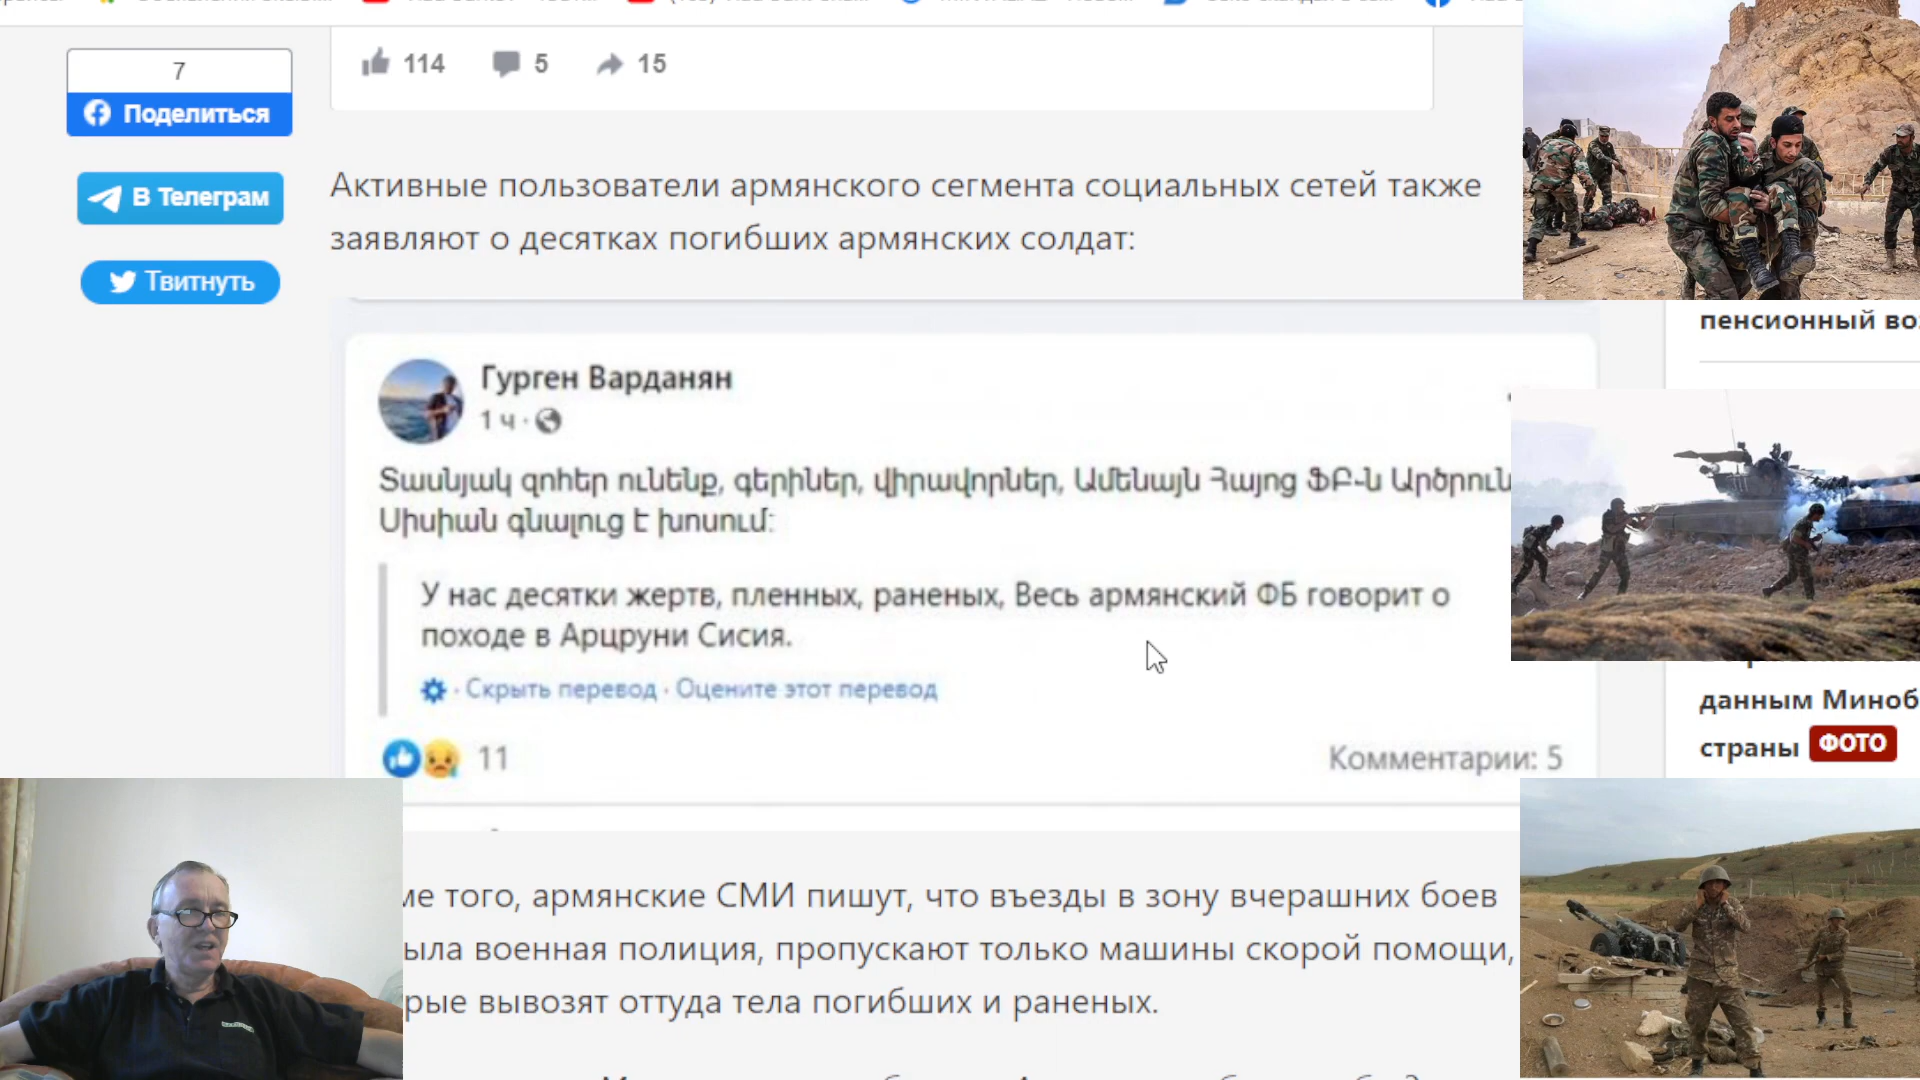 7
Поделиться
В Телеграм
Твитнуть
114 5 15
Активные пользователи армянского сегмента социальных сетей также
заявляют о десятках погибших армянских солдат:
Гурген Варданян
1 ч ·
Տասնյակ զոհեր ունենք, գերիներ, վիրավորներ, Ամենայն Հայոց ՖԲ-ն Արծրուն
Սիսիան գնալուց է խոսում:
У нас десятки жертв, пленных, раненых, Весь армянский ФБ говорит о
походе в Арцруни Сисия.
· Скрыть перевод · Оцените этот перевод
11 Комментарии: 5
ме того, армянские СМИ пишут, что въезды в зону вчерашних боев
ыла военная полиция, пропускают только машины скорой помощи,
рые вывозят оттуда тела погибших и раненых.
пенсионный во
данным Миноб
страны ФОТО